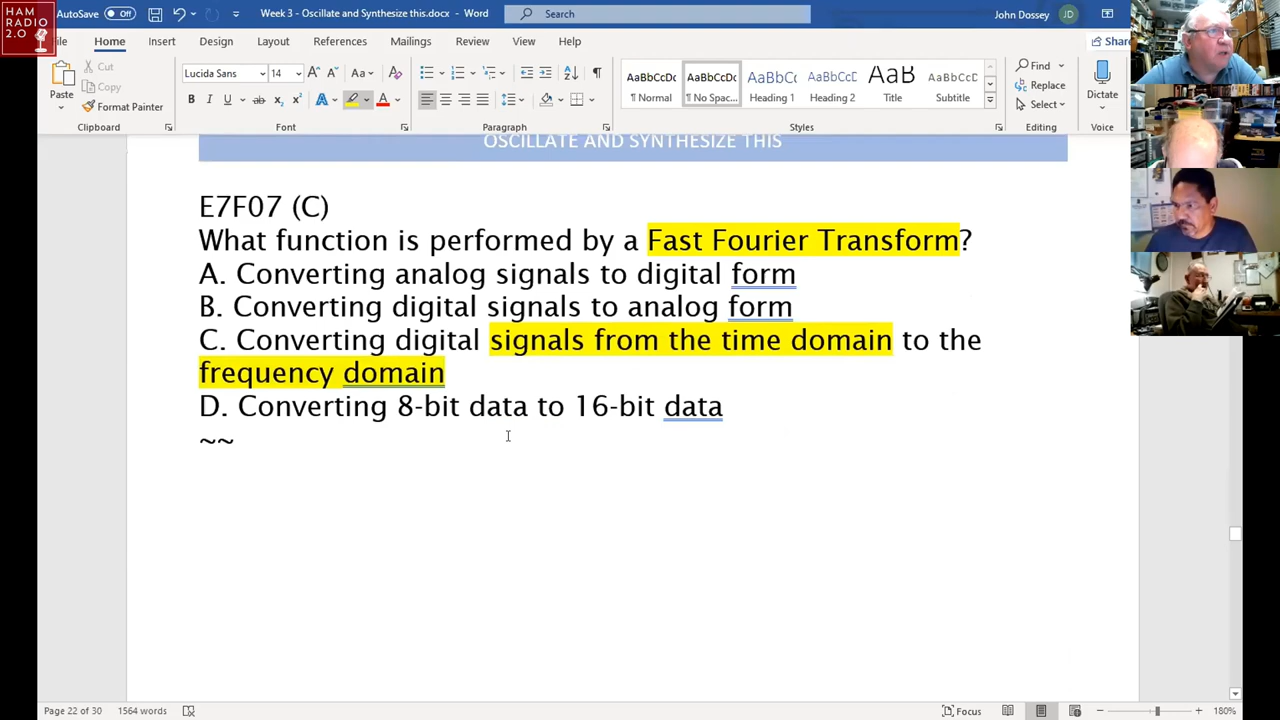 HAM
RADIO
2.0
AutoSave Off Week 3 - Oscillate and Synthesize this.docx - Word Search John Dossey JD
File Home Insert Design Layout References Mailings Review View Help Share
Paste Cut Copy Format Painter
Lucida Sans 14
AaBbCcDc AaBbCcDc AaBbCc AaBbCcD AaB AaBbCcD
¶ Normal ¶ No Spac... Heading 1 Heading 2 Title Subtitle
Find Replace Select Dictate
Clipboard Font Paragraph Styles Editing Voice
OSCILLATE AND SYNTHESIZE THIS
E7F07 (C)
What function is performed by a Fast Fourier Transform?
A. Converting analog signals to digital form
B. Converting digital signals to analog form
C. Converting digital signals from the time domain to the
frequency domain
D. Converting 8-bit data to 16-bit data
~~
Page 22 of 30 1564 words Focus 180%